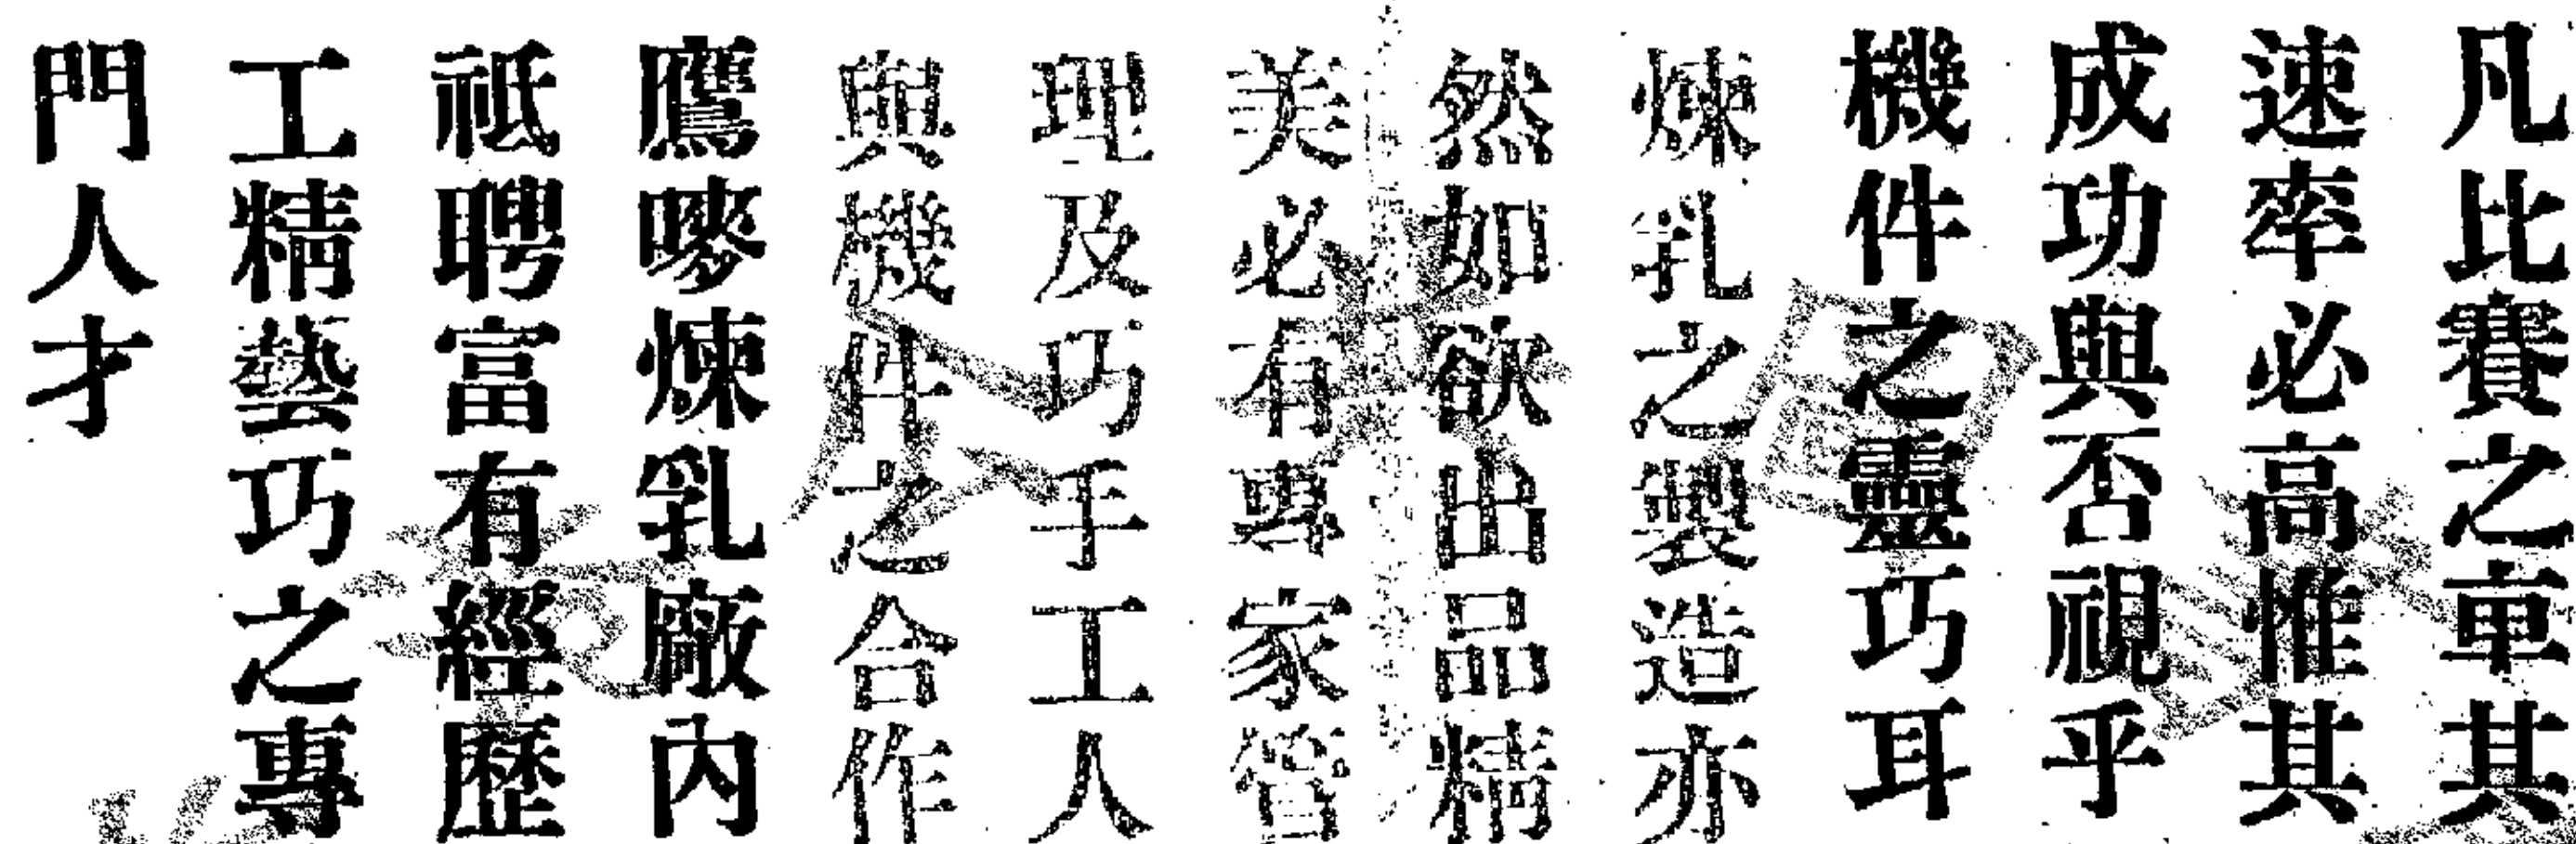 凡比賽之車其
速率必高惟其
成功與否視乎
機件之靈巧耳
煉乳之製造亦
然如欲出品精
美必有專家管
理及巧手工人
與機件之合作
鷹嘜煉乳廠內
祗聘富有經歷
工精藝巧之專
門人才